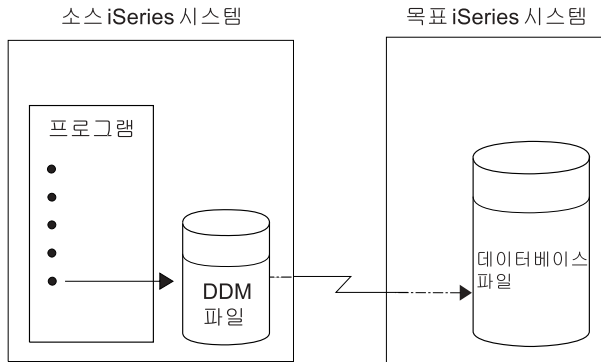 소스 iSeries 시스템
목표 iSeries 시스템
프로그램
DDM
파일
데이터베이스
파일